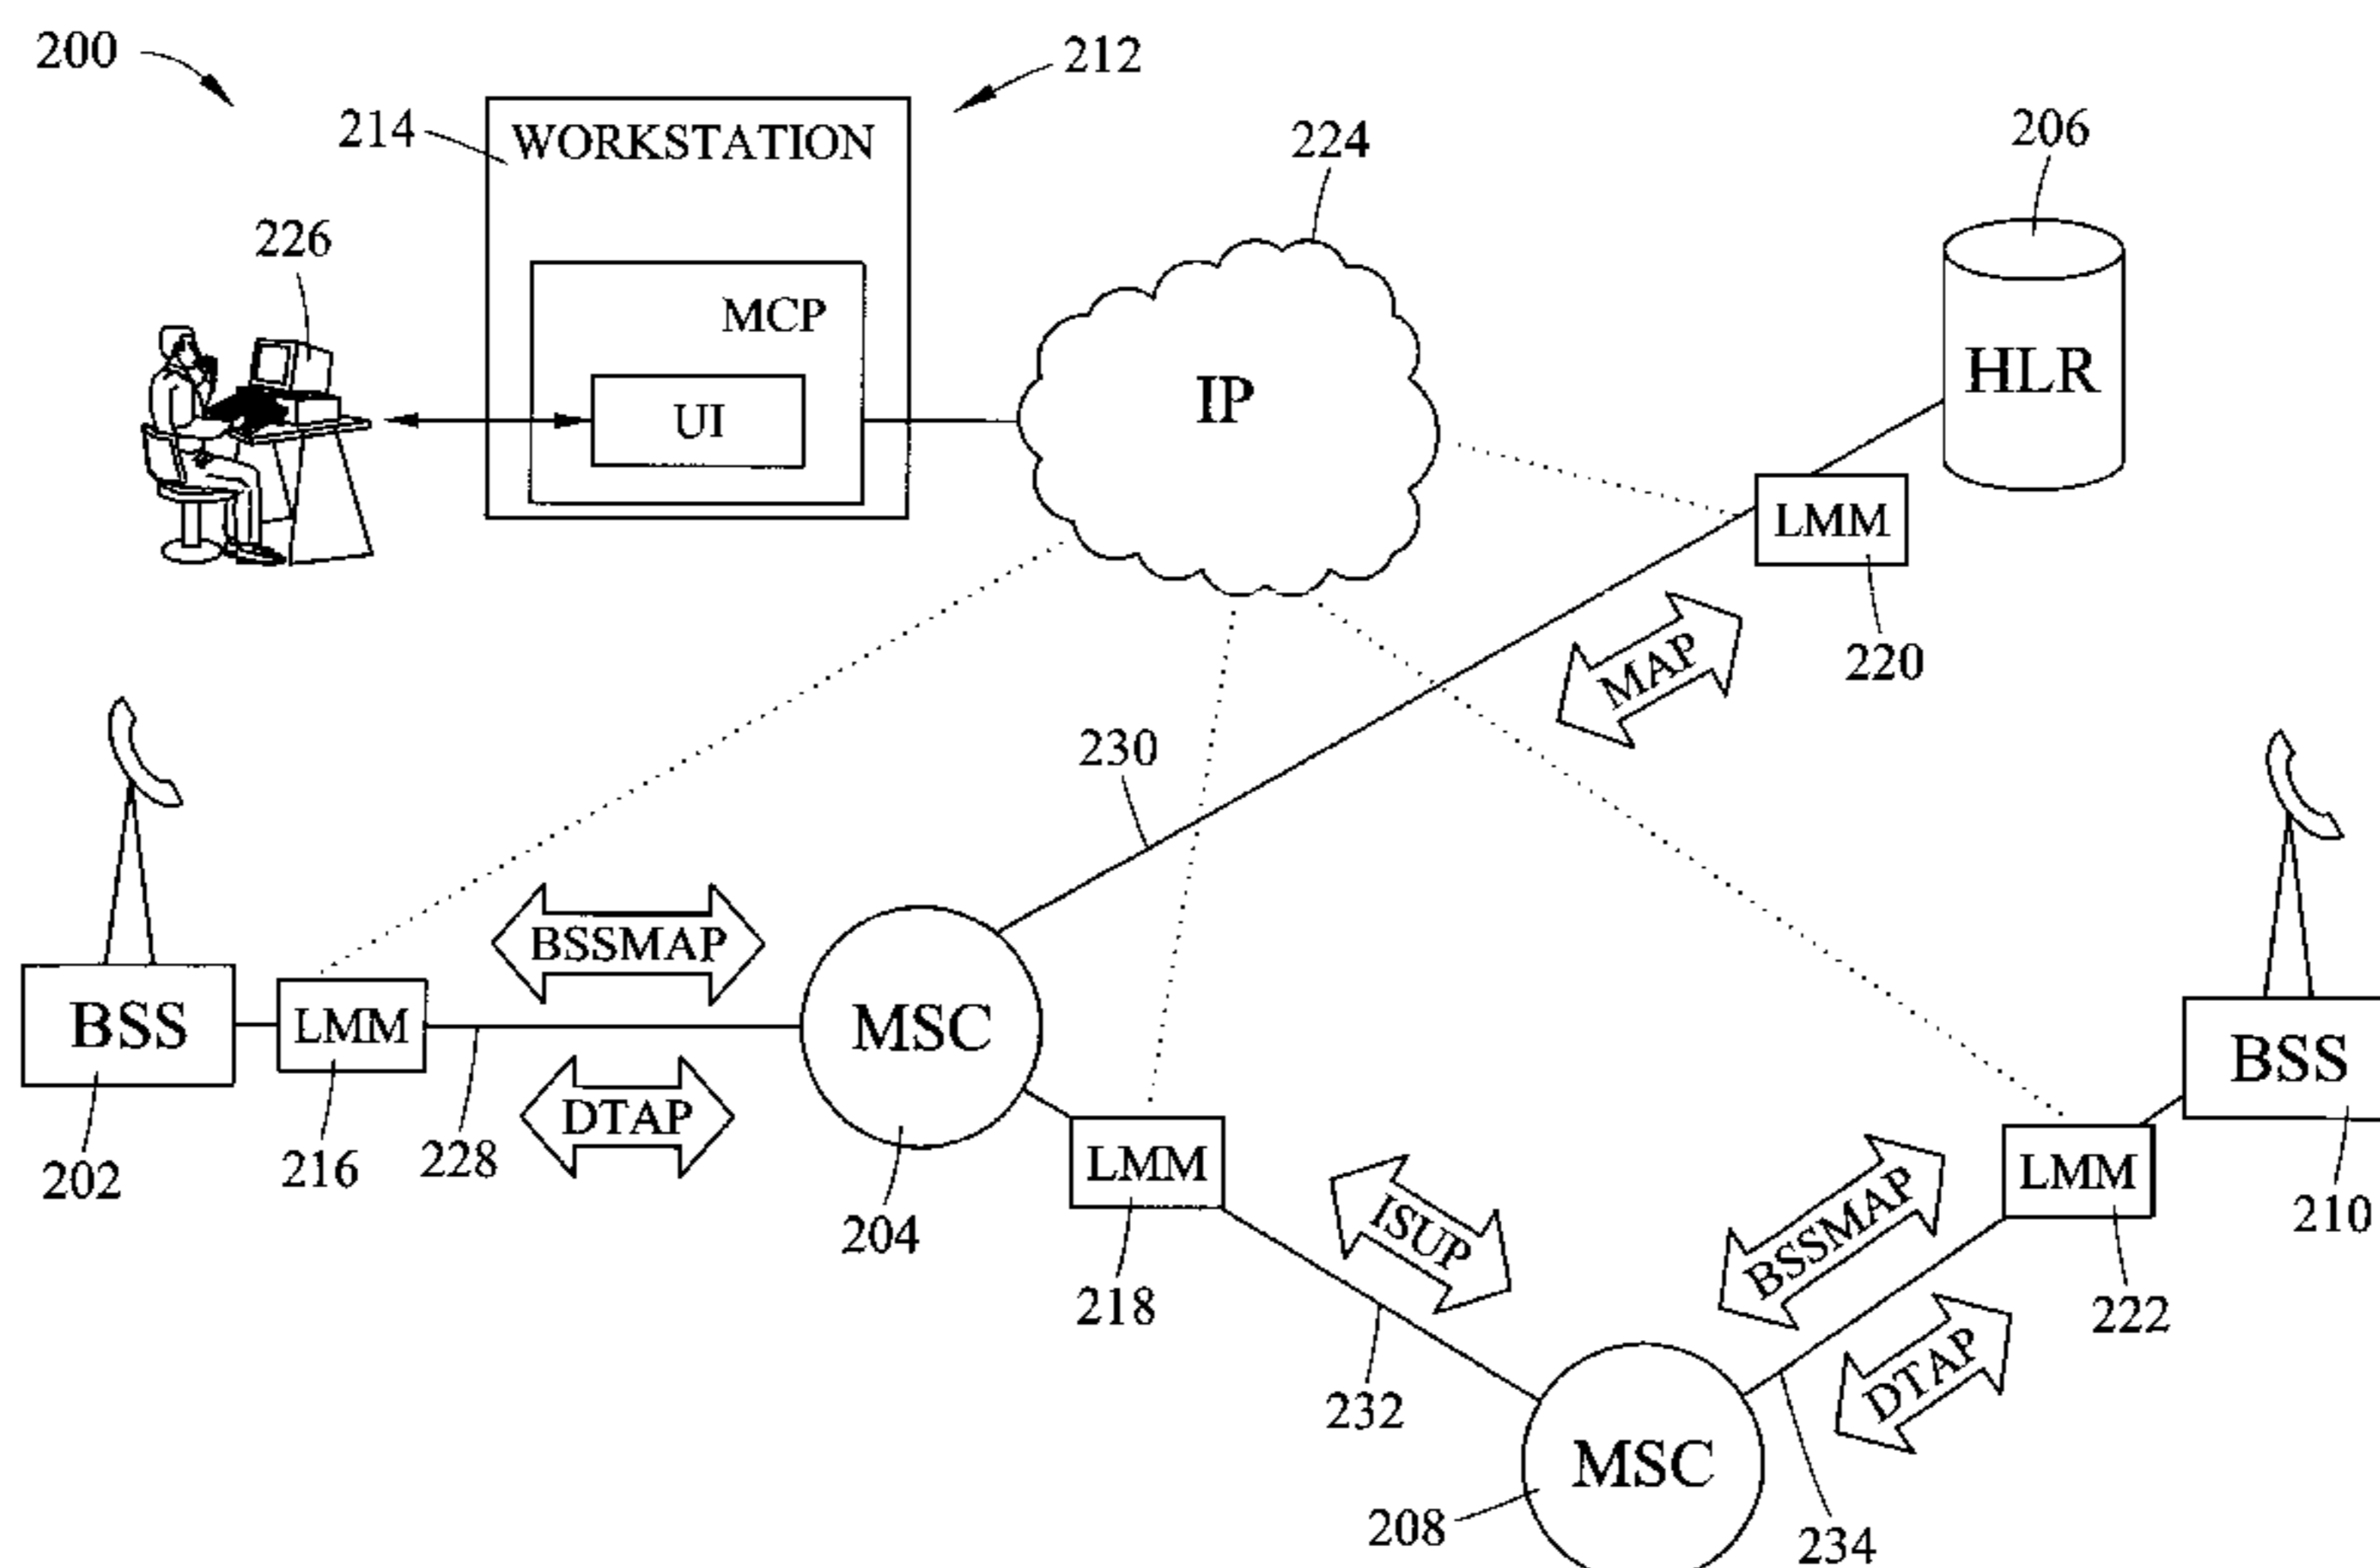 200
212
214
WORKSTATION
224
206
226
MCP
UI
IP
HLR
LMM
220
MAP
230
BSSMAP
BSS
LMM
MSC
DTAP
202
216
228
204
LMM
218
ISUP
232
BSS
LMM
210
222
BSSMAP
DTAP
MSC
208
234